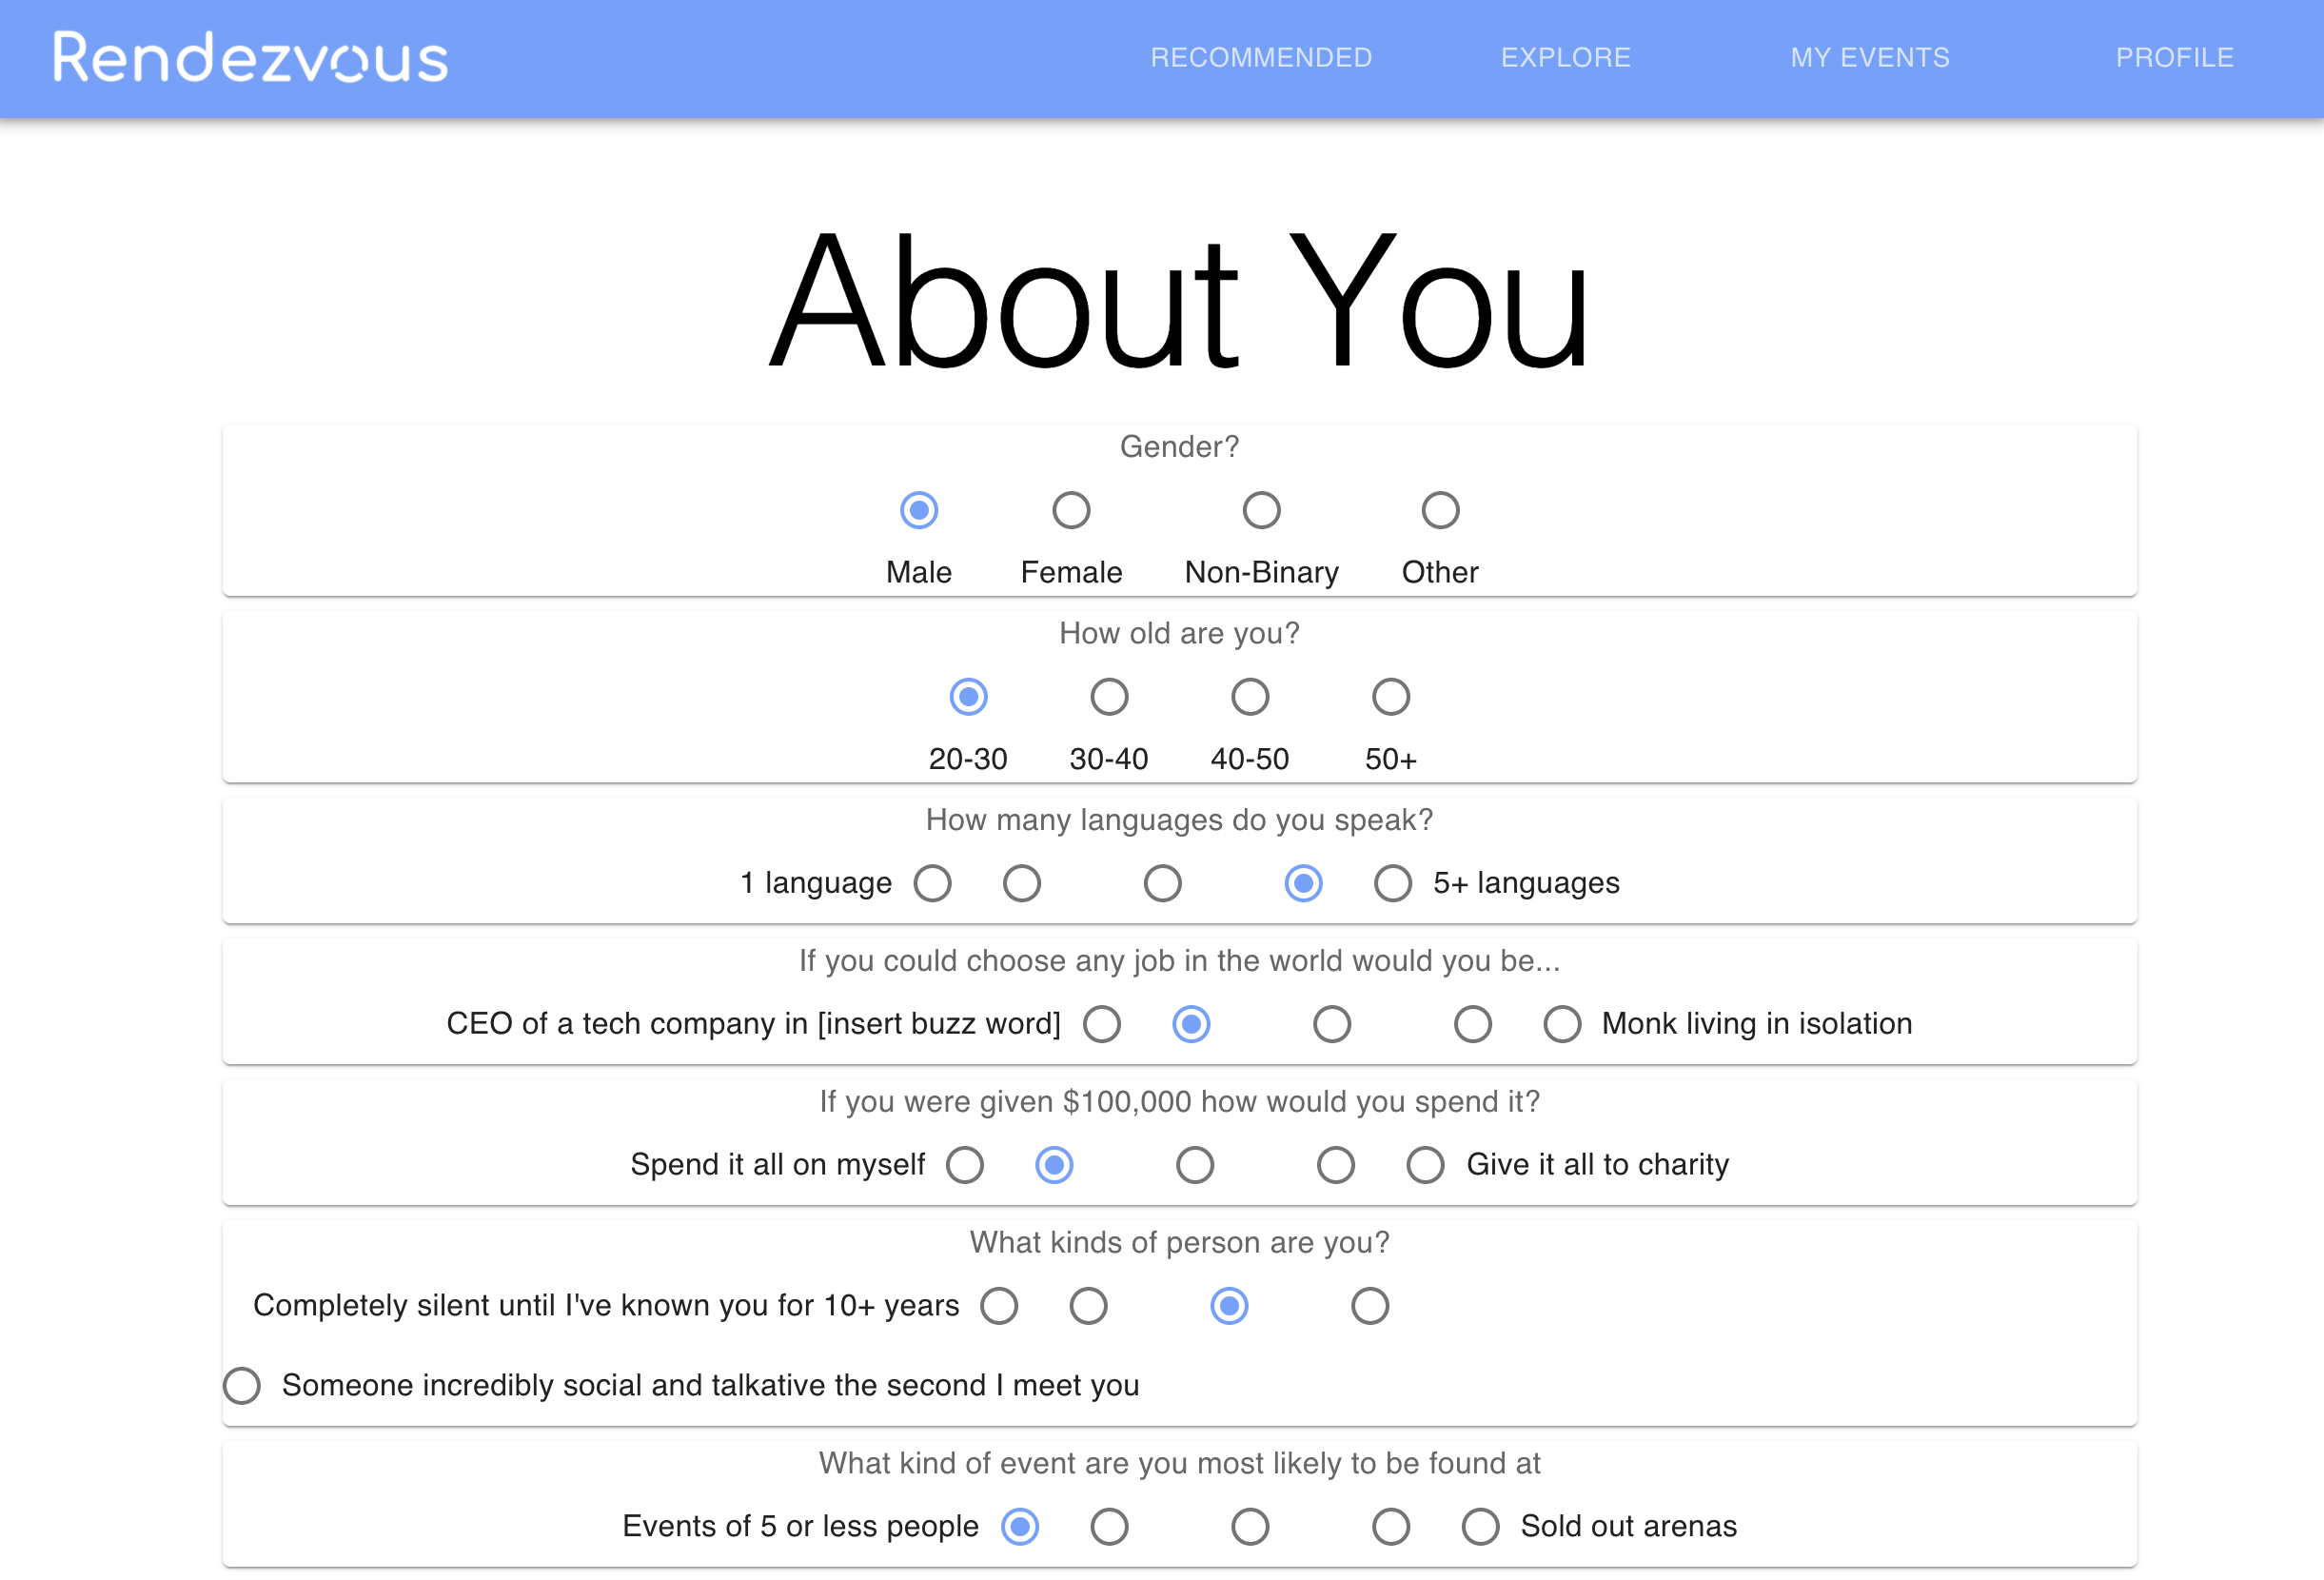 Rendezvous RECOMMENDED EXPLORE MY EVENTS PROFILE
About You
Gender?
Male Female Non-Binary Other
How old are you?
20-30 30-40 40-50 50+
How many languages do you speak?
1 language 5+ languages
If you could choose any job in the world would you be...
CEO of a tech company in [insert buzz word] Monk living in isolation
If you were given $100,000 how would you spend it?
Spend it all on myself Give it all to charity
What kinds of person are you?
Completely silent until I've known you for 10+ years
Someone incredibly social and talkative the second I meet you
What kind of event are you most likely to be found at
Events of 5 or less people Sold out arenas